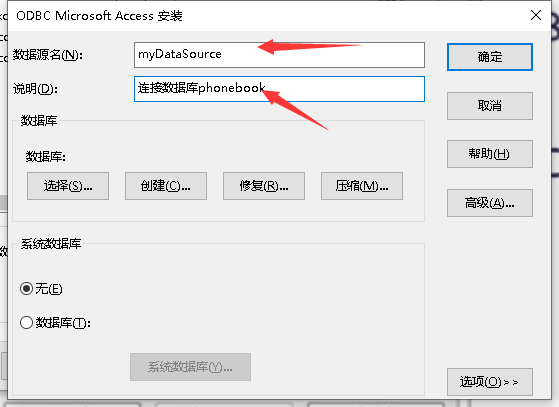 ODBC Microsoft Access 安装
数据源名(N):
myDataSource
确定
说明(D):
连接数据库phonebook
取消
数据库
帮助(H)
数据库:
选择(S)...
创建(C)...
修复(R)...
压缩(M)...
高级(A)...
系统数据库
无(E)
数据库(T):
系统数据库(Y)...
选项(O)>>